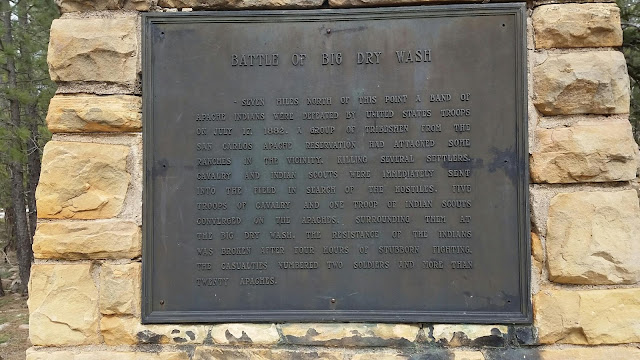 BATTLE OF BIG DRY WASH
SEVEN MILES NORTH OF THIS POINT A BAND OF
APACHE INDIANS WERE DEFEATED BY UNITED STATES TROOPS
ON JULY 17, 1882. A GROUP OF TRIBESMEN FROM THE
SAN CARLOS APACHE RESERVATION HAD ATTACKED SOME
RANCHES IN THE VICINITY, KILLING SEVERAL SETTLERS.
CAVALRY AND INDIAN SCOUTS WERE IMMEDIATELY SENT
INTO THE FIELD IN SEARCH OF THE HOSTILES. FIVE
TROOPS OF CAVALRY AND ONE TROOP OF INDIAN SCOUTS
CONVERGED ON THE APACHES, SURROUNDING THEM AT
THE BIG DRY WASH. THE RESISTANCE OF THE INDIANS
WAS BROKEN AFTER FOUR HOURS OF STUBBORN FIGHTING.
THE CASUALTIES NUMBERED TWO SOLDIERS AND MORE THAN
TWENTY APACHES.